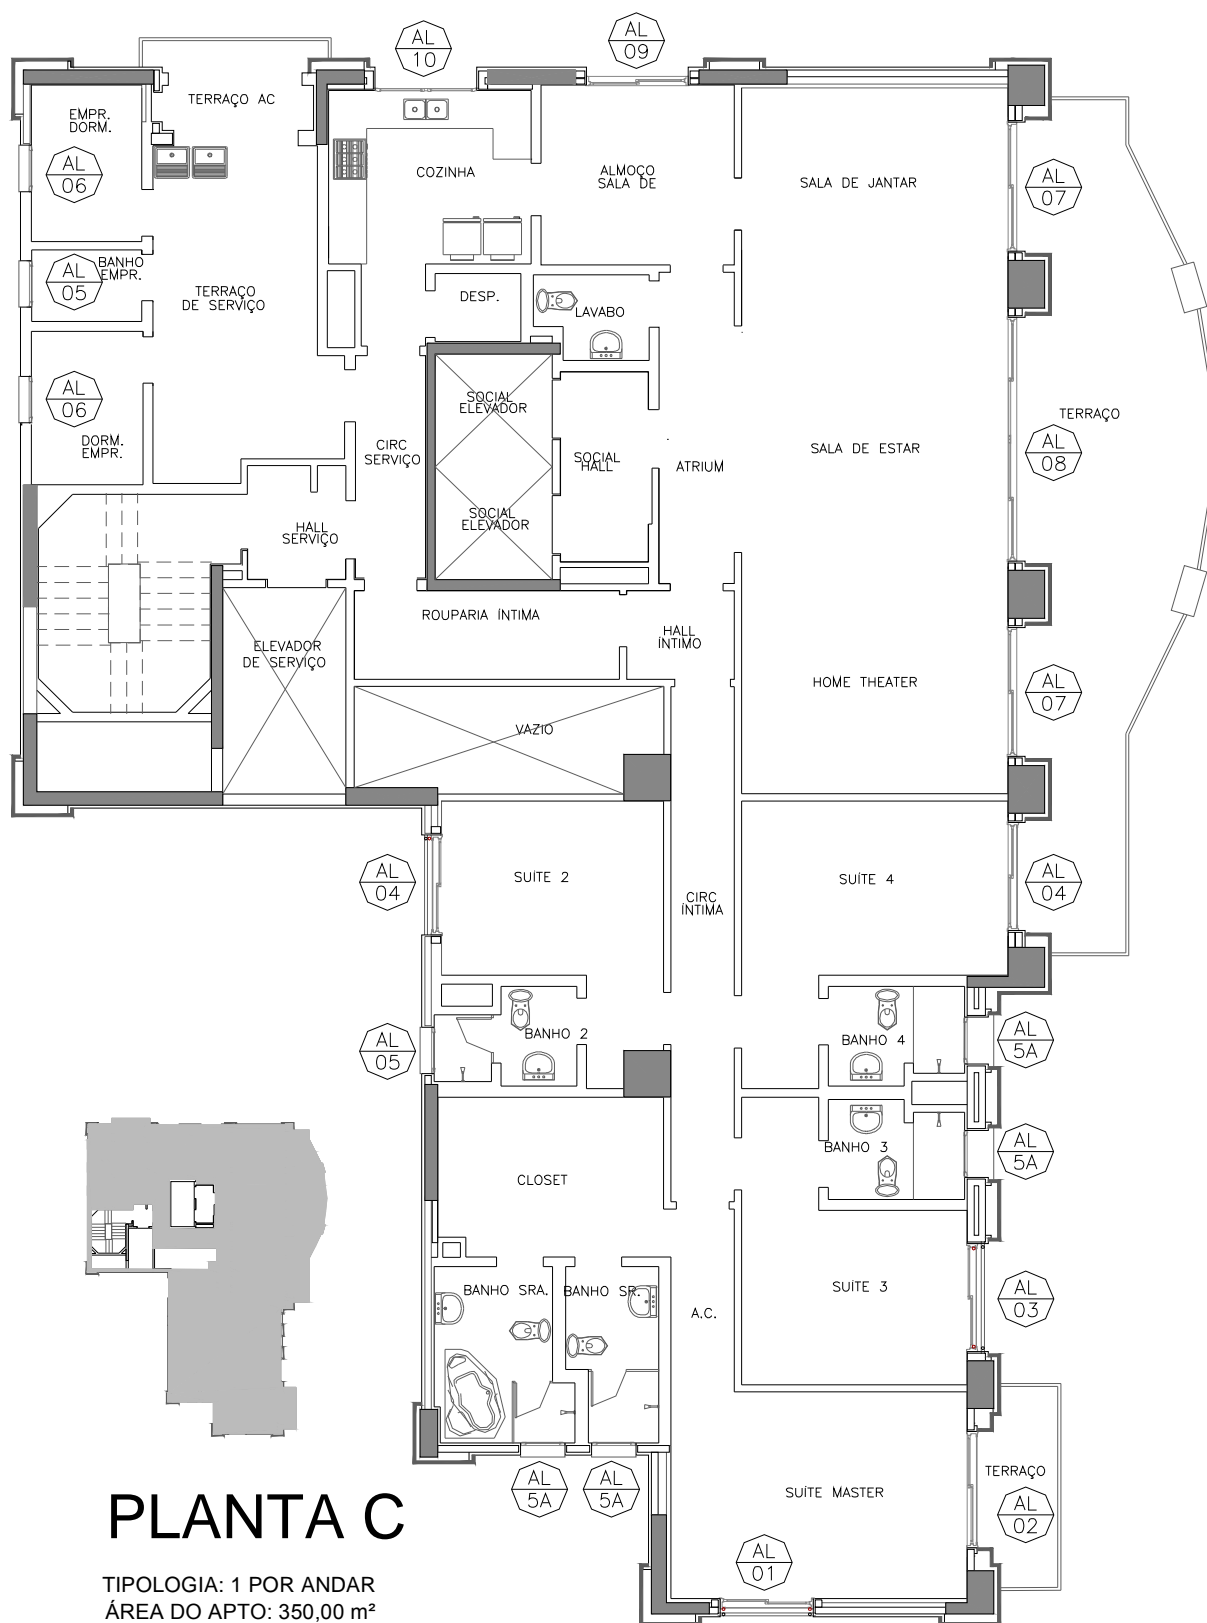 AL
10
AL
09
TERRAÇO AC
EMPR.
DORM.
AL
06
COZINHA
ALMOÇO
SALA DE
SALA DE JANTAR
AL
07
BANHO
EMPR.
AL
05
TERRAÇO
DE SERVIÇO
DESP.
LAVABO
AL
06
DORM.
EMPR.
CIRC
SERVIÇO
SOCIAL
ELEVADOR
SOCIAL
HALL
ATRIUM
SALA DE ESTAR
TERRAÇO
AL
08
SOCIAL
ELEVADOR
HALL
SERVIÇO
ROUPARIA ÍNTIMA
HALL
ÍNTIMO
ELEVADOR
DE SERVIÇO
HOME THEATER
AL
07
VAZIO
AL
04
SUÍTE 2
CIRC
ÍNTIMA
SUÍTE 4
AL
04
AL
05
BANHO 2
BANHO 4
AL
5A
BANHO 3
AL
5A
CLOSET
BANHO SRA.
BANHO SR.
A.C.
SUÍTE 3
AL
03
AL
5A
AL
5A
SUÍTE MASTER
TERRAÇO
AL
02
AL
01
PLANTA C
TIPOLOGIA: 1 POR ANDAR
ÁREA DO APTO: 350,00 m²